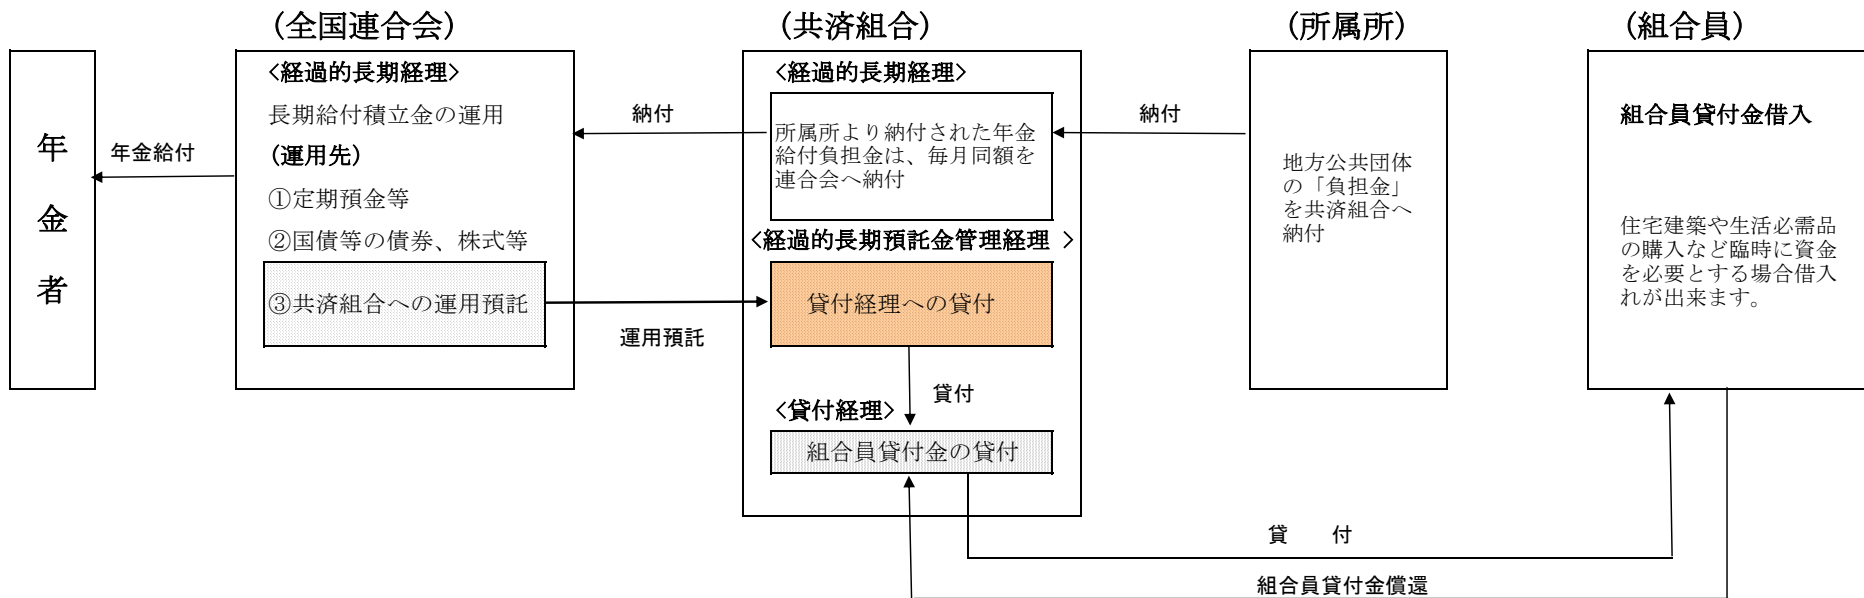 (全国連合会)
(共済組合)
(所属所)
(組合員)
年
金
者
年金給付
<経過的長期経理>
長期給付積立金の運用
(運用先)
①定期預金等
②国債等の債券、株式等
③共済組合への運用預託
納付
運用預託
<経過的長期経理>
所属所より納付された年金
給付負担金は、毎月同額を
連合会へ納付
<経過的長期預託金管理経理 >
貸付経理への貸付
貸付
<貸付経理>
組合員貸付金の貸付
納付
地方公共団体
の「負担金」
を共済組合へ
納付
組合員貸付金借入
住宅建築や生活必需品
の購入など臨時に資金
を必要とする場合借入
れが出来ます。
貸　付
組合員貸付金償還